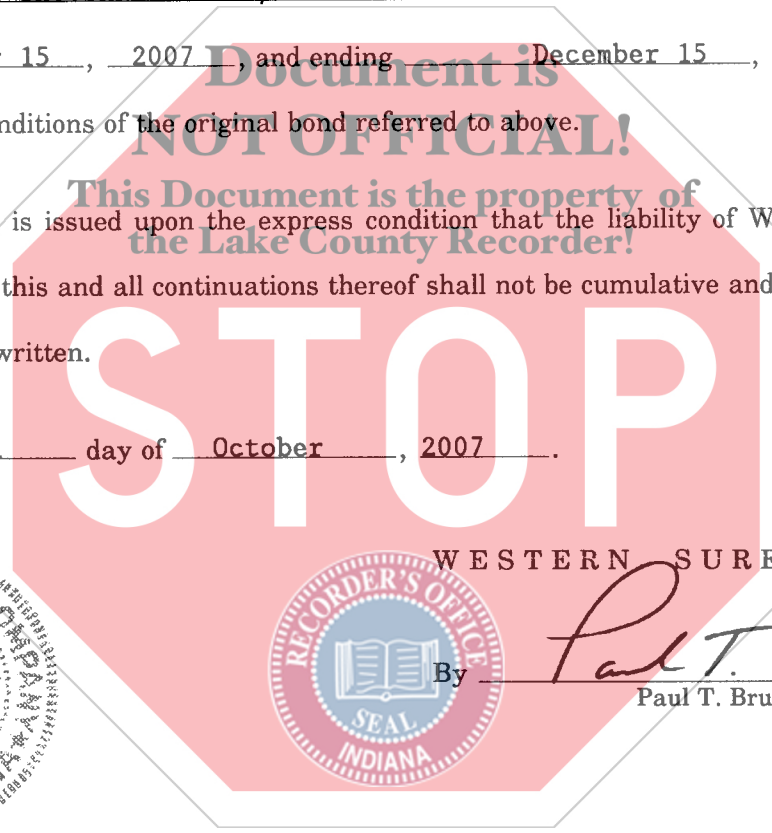 15, 2007, and ending December 15,
Document is
nditions of the original bond referred to above.
NOT OFFICIAL!
This Document is the property of
is issued upon the express condition that the liability of W
the Lake County Recorder!
this and all continuations thereof shall not be cumulative and
STOP
written.
day of October, 2007.
WESTERN SURE
RECORDER'S OFFICE
SEAL
INDIANA
By Paul T.
Paul T. Bru
OMPANY